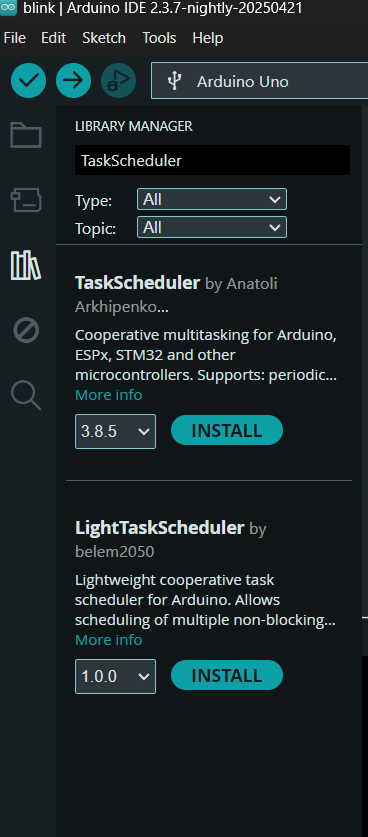 blink | Arduino IDE 2.3.7-nightly-20250421
File Edit Sketch Tools Help
Arduino Uno
LIBRARY MANAGER
TaskScheduler
Type: All
Topic: All
TaskScheduler by Anatoli
Arkhipenko...
Cooperative multitasking for Arduino,
ESPx, STM32 and other
microcontrollers. Supports: periodic...
More info
3.8.5 INSTALL
LightTaskScheduler by
belem2050
Lightweight cooperative task
scheduler for Arduino. Allows
scheduling of multiple non-blocking...
More info
1.0.0 INSTALL